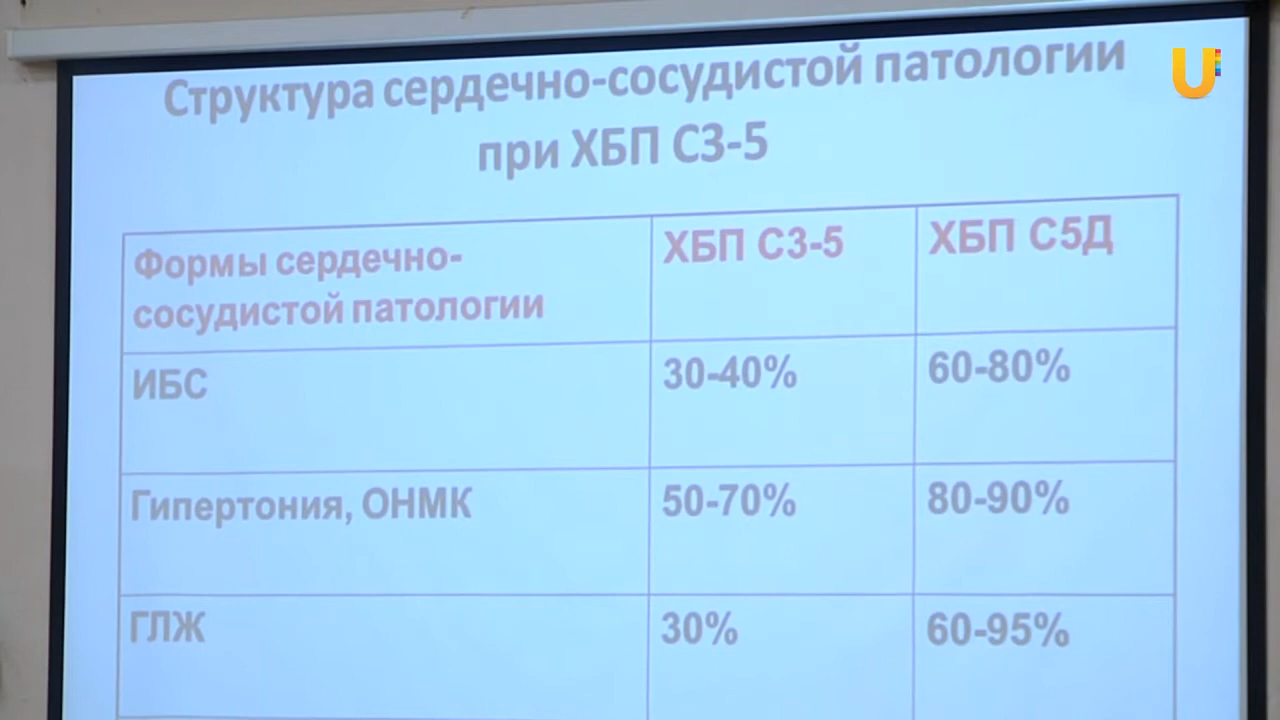 Структура сердечно-сосудистой патологии
при ХБП С3-5
Формы сердечно-
сосудистой патологии
ХБП С3-5
ХБП С5Д
ИБС
30-40%
60-80%
Гипертония, ОНМК
50-70%
80-90%
ГЛЖ
30%
60-95%
U